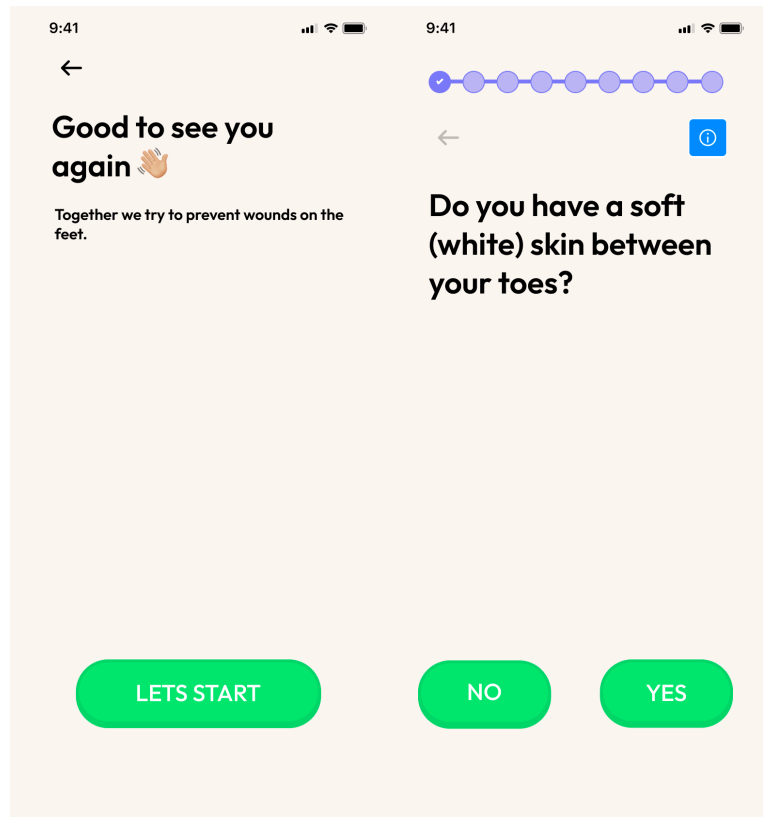 9:41
Good to see you
again 👋🏼
Together we try to prevent wounds on the
feet.
LETS START
9:41
Do you have a soft
(white) skin between
your toes?
NO
YES